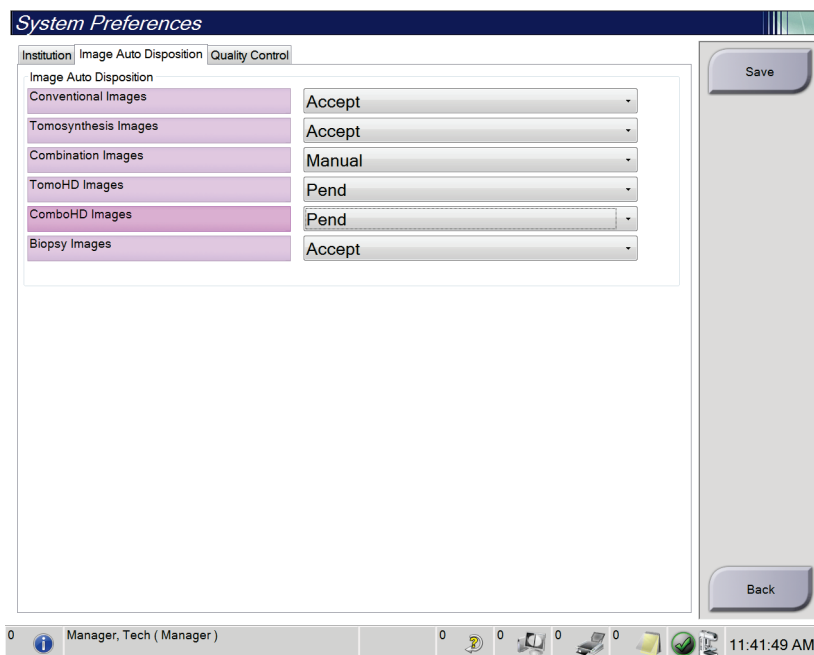 System Preferences
Institution Image Auto Disposition Quality Control
Save
Image Auto Disposition
Conventional Images Accept
Tomosynthesis Images Accept
Combination Images Manual
TomoHD Images Pend
ComboHD Images Pend
Biopsy Images Accept
Back
0 Manager, Tech ( Manager ) 0 0 0 0 11:41:49 AM